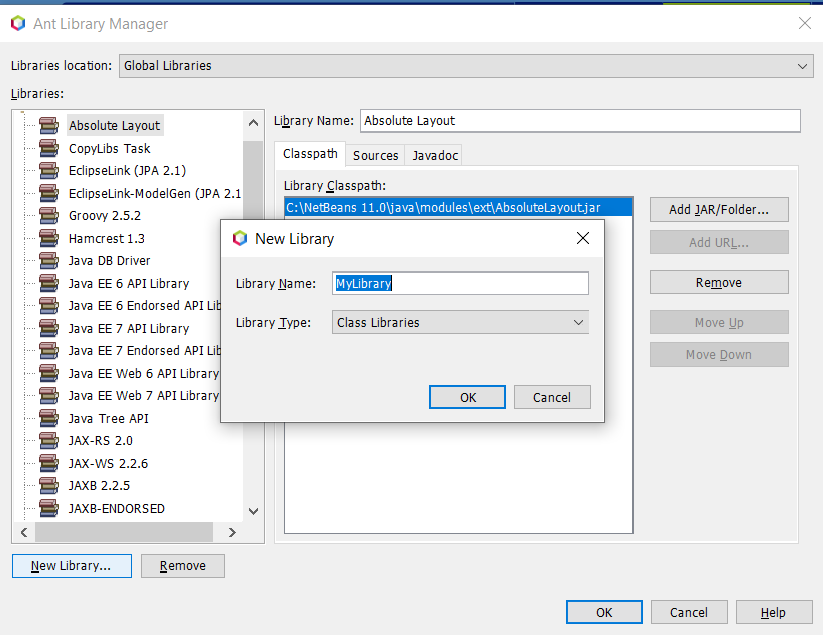 Ant Library Manager
Libraries location: Global Libraries
Libraries:
Absolute Layout
CopyLibs Task
EclipseLink (JPA 2.1)
EclipseLink-ModelGen (JPA 2.1
Groovy 2.5.2
Hamcrest 1.3
Java DB Driver
Java EE 6 API Library
Java EE 6 Endorsed API Lib
Java EE 7 API Library
Java EE 7 Endorsed API Lib
Java EE Web 6 API Library
Java EE Web 7 API Library
Java Tree API
JAX-RS 2.0
JAX-WS 2.2.6
JAXB 2.2.5
JAXB-ENDORSED
New Library... Remove
Library Name: Absolute Layout
Classpath Sources Javadoc
Library Classpath:
C:\NetBeans 11.0\java\modules\ext\AbsoluteLayout.jar
Add JAR/Folder...
Add URL...
Remove
Move Up
Move Down
New Library
Library Name: MyLibrary
Library Type: Class Libraries
OK Cancel
OK Cancel Help